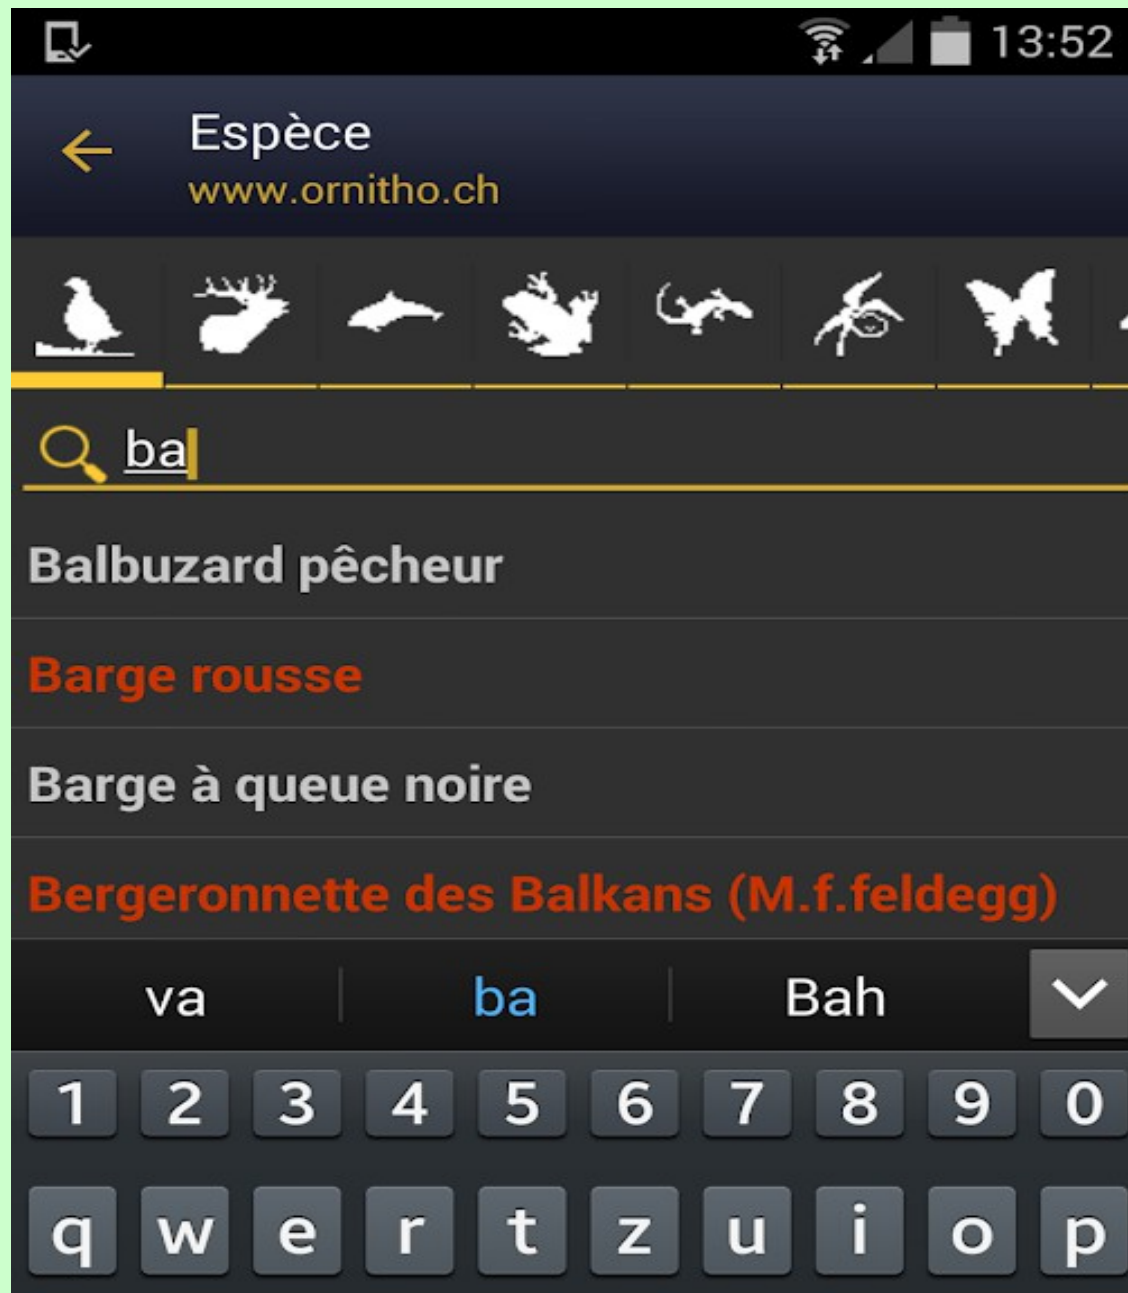 13:52
Espèce
www.ornitho.ch
ba
Balbuzard pêcheur
Barge rousse
Barge à queue noire
Bergeronnette des Balkans (M.f.feldegg)
va ba Bah
1 2 3 4 5 6 7 8 9 0
q w e r t z u i o p